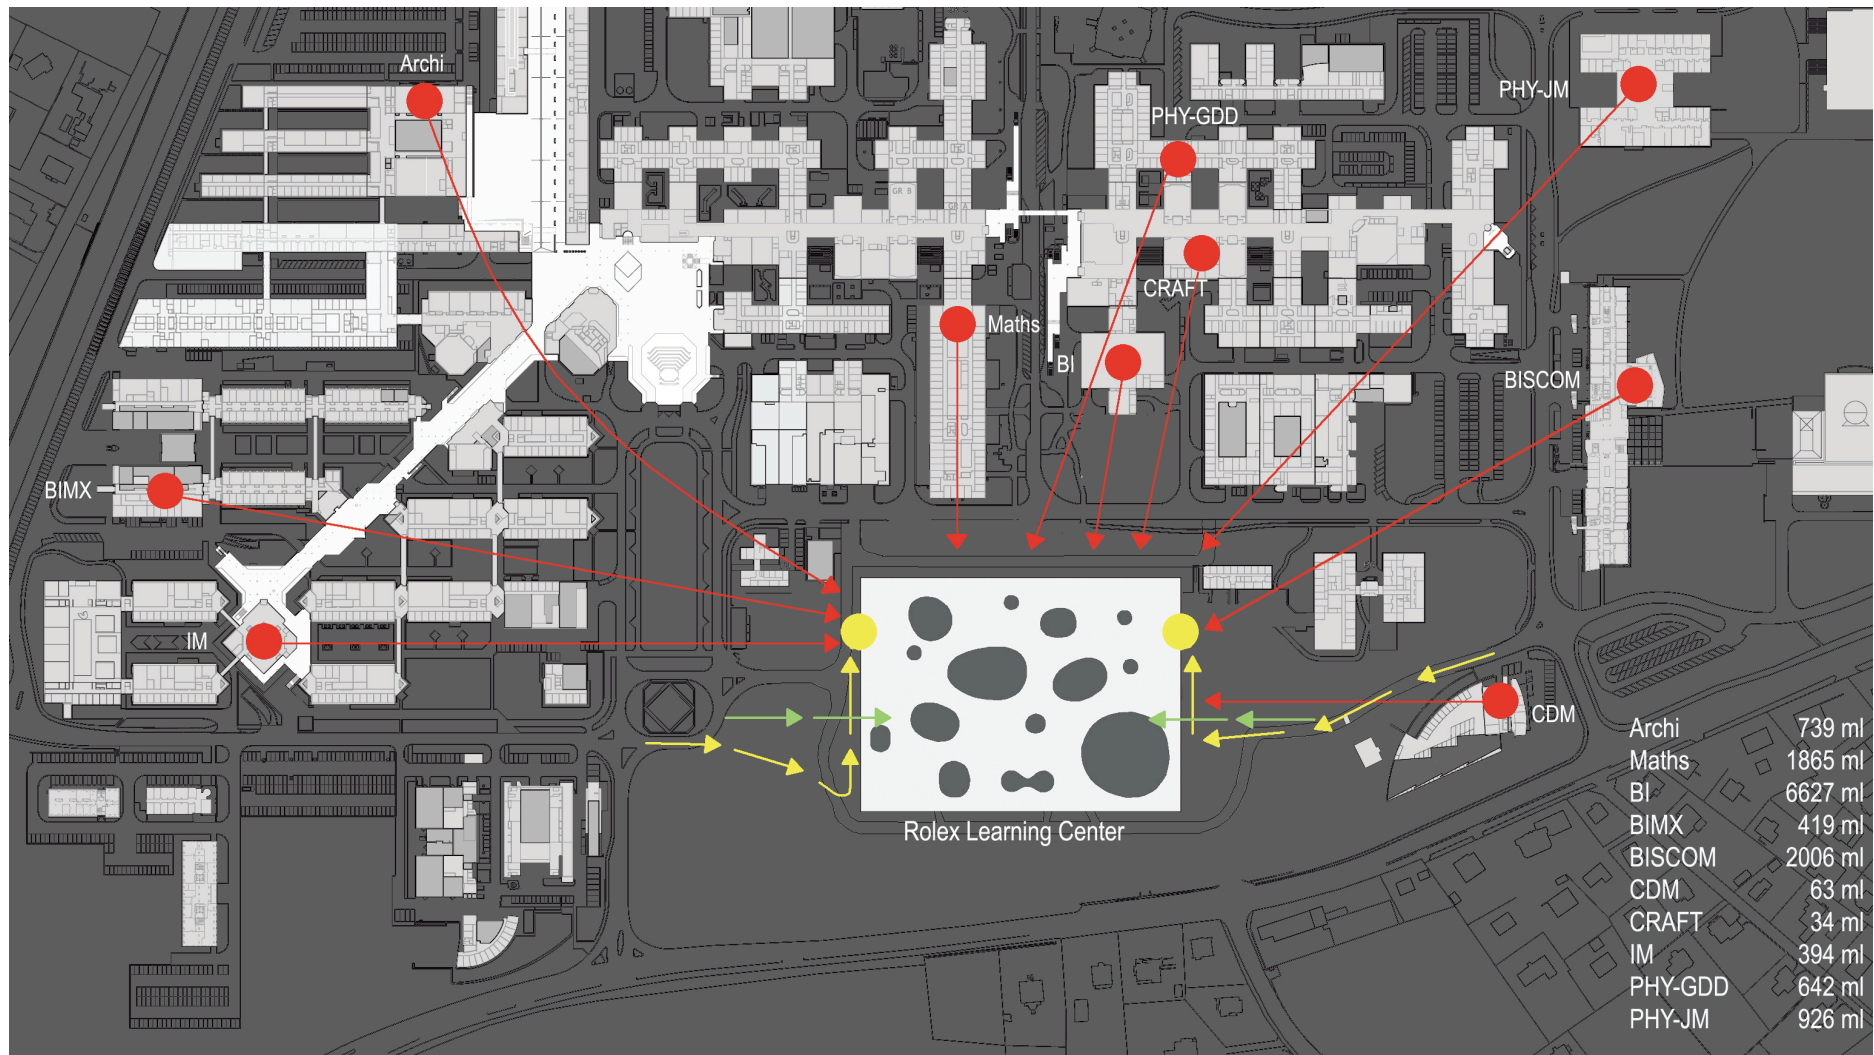 Archi
PHY-JM
PHY-GDD
GR B
CRAFT
Maths
BI
BISCOM
BIMX
IM
CDM
Rolex Learning Center
Archi 739 ml
Maths 1865 ml
BI 6627 ml
BIMX 419 ml
BISCOM 2006 ml
CDM 63 ml
CRAFT 34 ml
IM 394 ml
PHY-GDD 642 ml
PHY-JM 926 ml